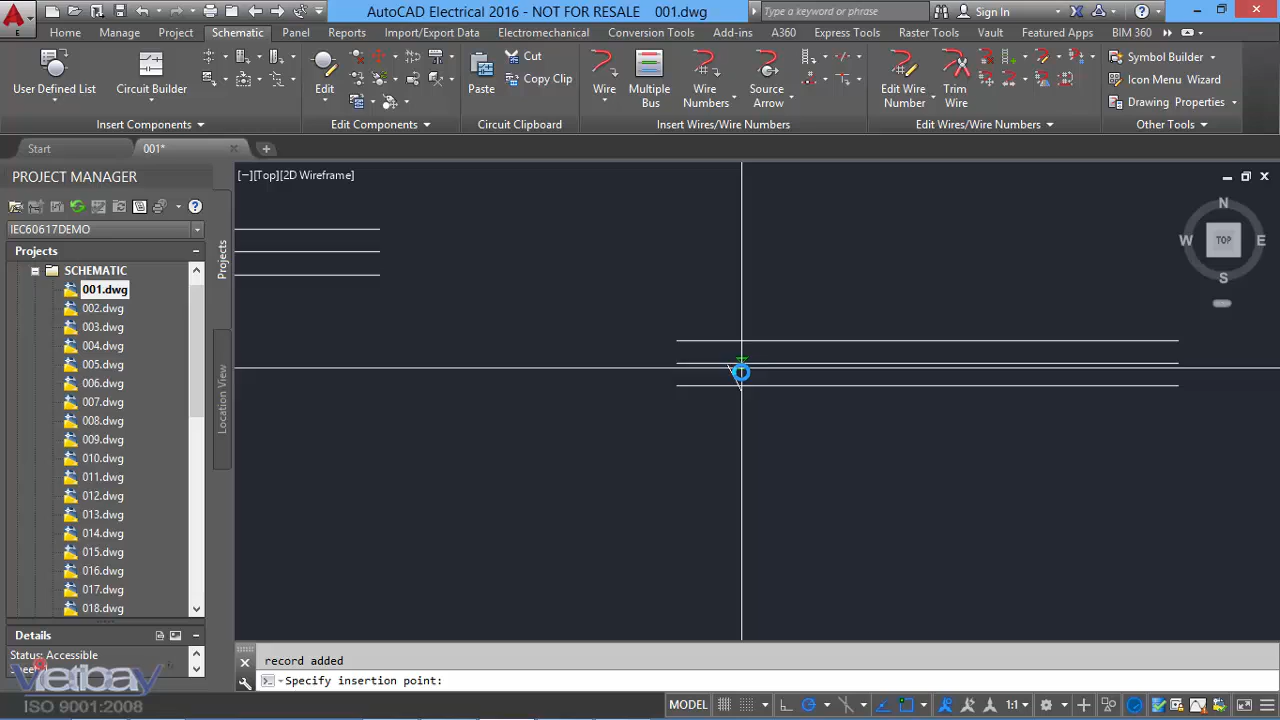 AutoCAD Electrical 2016 - NOT FOR RESALE 001.dwg
Type a keyword or phrase
Sign In
Home Manage Project Schematic Panel Reports Import/Export Data Electromechanical Conversion Tools Add-ins A360 Express Tools Raster Tools Vault Featured Apps BIM 360
User Defined List
Circuit Builder
Insert Components
Edit
Edit Components
Paste
Cut
Copy Clip
Circuit Clipboard
Wire
Multiple Bus
Wire Numbers
Source Arrow
Insert Wires/Wire Numbers
Edit Wire Number
Trim Wire
Edit Wires/Wire Numbers
Symbol Builder
Icon Menu Wizard
Drawing Properties
Other Tools
Start
001*
[−][Top][2D Wireframe]
PROJECT MANAGER
IEC60617DEMO
Projects
SCHEMATIC
001.dwg
002.dwg
003.dwg
004.dwg
005.dwg
006.dwg
007.dwg
008.dwg
009.dwg
010.dwg
011.dwg
012.dwg
013.dwg
014.dwg
015.dwg
016.dwg
017.dwg
018.dwg
Projects
Location View
N
W TOP E
S
Details
Status: Accessible
vietbay
ISO 9001:2008
record added
Specify insertion point:
MODEL
1:1